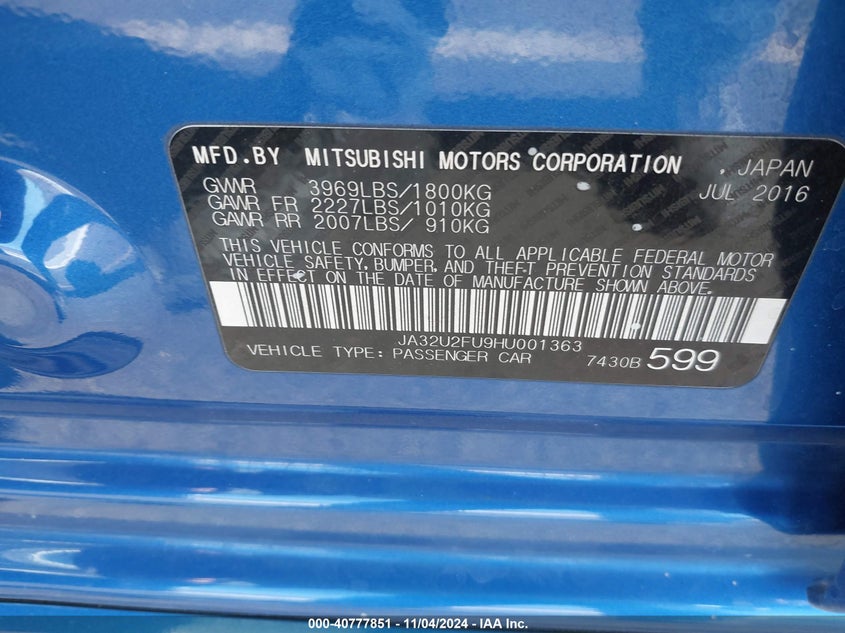 MFD.BY MITSUBISHI MOTORS CORPORATION , JAPAN
GVWR 3969LBS/1800KG JUL 2016
GAWR FR 2227LBS/1010KG
GAWR RR 2007LBS/ 910KG
THIS VEHICLE CONFORMS TO ALL APPLICABLE FEDERAL MOTOR
VEHICLE SAFETY, BUMPER, AND THEFT PREVENTION STANDARDS
IN EFFECT ON THE DATE OF MANUFACTURE SHOWN ABOVE.
JA32U2FU9HU001363
VEHICLE TYPE: PASSENGER CAR 7430B 599
000-40777851 - 11/04/2024 - IAA Inc.